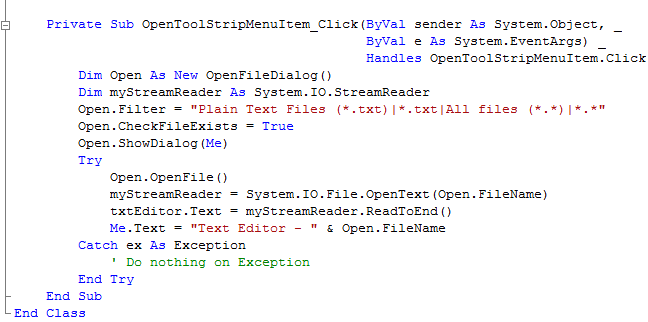 Private Sub OpenToolStripMenuItem_Click(ByVal sender As System.Object, _
ByVal e As System.EventArgs) _
Handles OpenToolStripMenuItem.Click
Dim Open As New OpenFileDialog()
Dim myStreamReader As System.IO.StreamReader
Open.Filter = "Plain Text Files (*.txt)|*.txt|All files (*.*)|*.*"
Open.CheckFileExists = True
Open.ShowDialog(Me)
Try
Open.OpenFile()
myStreamReader = System.IO.File.OpenText(Open.FileName)
txtEditor.Text = myStreamReader.ReadToEnd()
Me.Text = "Text Editor - " & Open.FileName
Catch ex As Exception
' Do nothing on Exception
End Try
End Sub
End Class